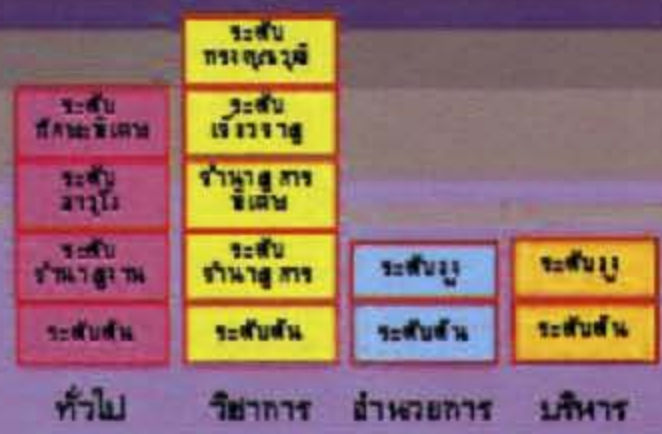 ระดับ
ทรงคุณวุฒิ
ระดับ
ทักษะพิเศษ
ระดับ
เชี่ยวชาญ
ระดับ
อาวุโส
ชำนาญการ
พิเศษ
ระดับ
ชำนาญงาน
ระดับ
ชำนาญการ
ระดับสูง
ระดับสูง
ระดับต้น
ระดับต้น
ระดับต้น
ระดับต้น
ทั่วไป
วิชาการ
อำนวยการ
บริหาร